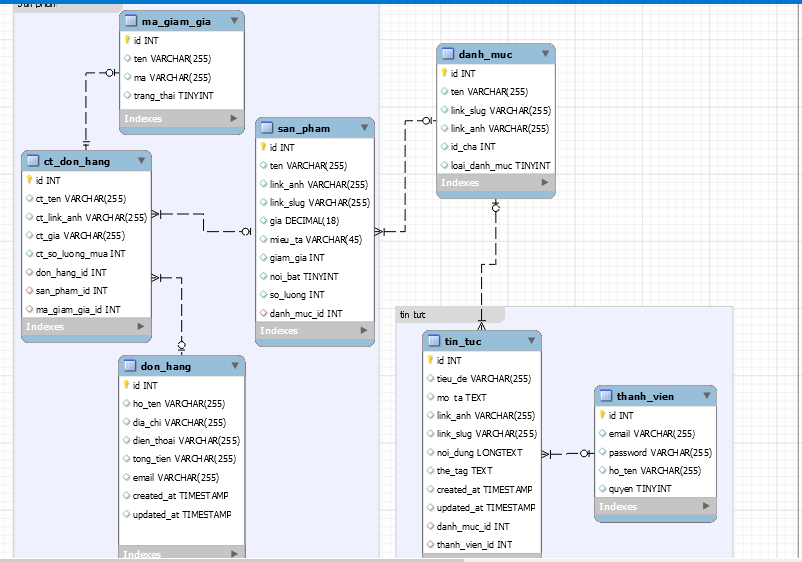 ma_giam_gia
id INT
ten VARCHAR(255)
ma VARCHAR(255)
trang_thai TINYINT
Indexes
ct_don_hang
id INT
ct_ten VARCHAR(255)
ct_link_anh VARCHAR(255)
ct_gia VARCHAR(255)
ct_so_luong_mua INT
don_hang_id INT
san_pham_id INT
ma_giam_gia_id INT
Indexes
san_pham
id INT
ten VARCHAR(255)
link_anh VARCHAR(255)
link_slug VARCHAR(255)
gia DECIMAL(18)
mieu_ta VARCHAR(45)
giam_gia INT
noi_bat TINYINT
so_luong INT
danh_muc_id INT
Indexes
danh_muc
id INT
ten VARCHAR(255)
link_slug VARCHAR(255)
link_anh VARCHAR(255)
id_cha INT
loai_danh_muc TINYINT
Indexes
don_hang
id INT
ho_ten VARCHAR(255)
dia_chi VARCHAR(255)
dien_thoai VARCHAR(255)
tong_tien VARCHAR(255)
email VARCHAR(255)
created_at TIMESTAMP
updated_at TIMESTAMP
Indexes
tin tuc
tin_tuc
id INT
tieu_de VARCHAR(255)
mo_ta TEXT
link_anh VARCHAR(255)
link_slug VARCHAR(255)
noi_dung LONGTEXT
the_tag TEXT
created_at TIMESTAMP
updated_at TIMESTAMP
danh_muc_id INT
thanh_vien_id INT
thanh_vien
id INT
email VARCHAR(255)
password VARCHAR(255)
ho_ten VARCHAR(255)
quyen TINYINT
Indexes